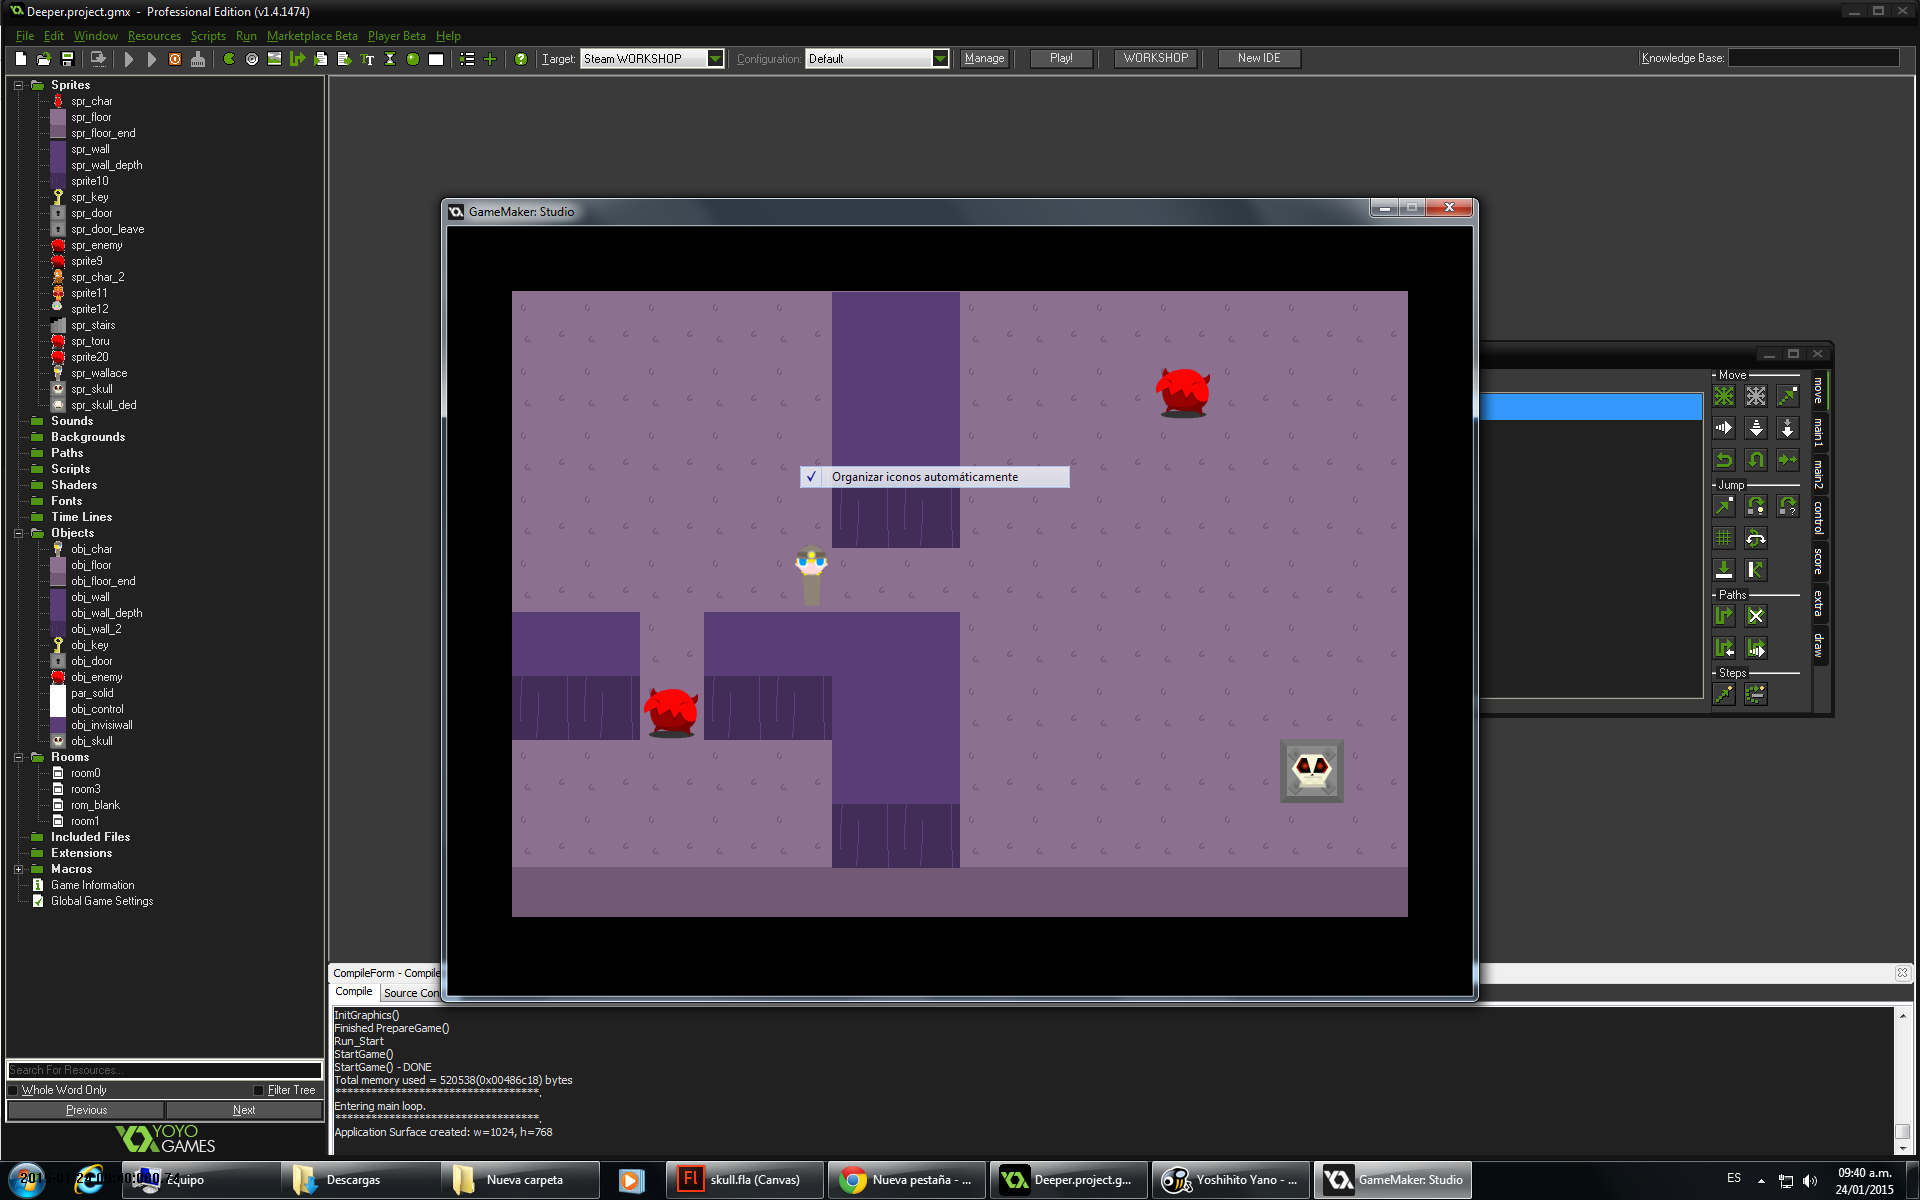 Deeper.project.gmx - Professional Edition (v1.4.1474)
File Edit Window Resources Scripts Run Marketplace Beta Player Beta Help
Target: Steam WORKSHOP Configuration: Default Manage Play! WORKSHOP New IDE Knowledge Base:
Sprites
spr_char
spr_floor
spr_floor_end
spr_wall
spr_wall_depth
sprite10
spr_key
spr_door
spr_door_leave
spr_enemy
sprite9
spr_char_2
sprite11
sprite12
spr_stairs
spr_toru
sprite20
spr_wallace
spr_skull
spr_skull_ded
Sounds
Backgrounds
Paths
Scripts
Shaders
Fonts
Time Lines
Objects
obj_char
obj_floor
obj_floor_end
obj_wall
obj_wall_depth
obj_wall_2
obj_key
obj_door
obj_enemy
par_solid
obj_control
obj_invisiwall
obj_skull
Rooms
room0
room3
rom_blank
room1
Included Files
Extensions
Macros
Game Information
Global Game Settings
Search For Resources...
Whole Word Only Filter Tree
Previous Next
YOYO
GAMES
GameMaker: Studio
Organizar iconos automáticamente
Move
Jump
Paths
Steps
move
main1
main2
control
score
extra
draw
CompileForm - Compile
Compile Source Con
InitGraphics()
Finished PrepareGame()
Run_Start
StartGame()
StartGame() - DONE
Total memory used = 520538(0x00486c18) bytes
***********************************.
Entering main loop.
***********************************.
Application Surface created: w=1024, h=768
Equipo
Descargas
Nueva carpeta
skull.fla (Canvas)
Nueva pestaña - ...
Deeper.project.g...
Yoshihito Yano - ...
GameMaker: Studio
ES
09:40 a.m.
24/01/2015